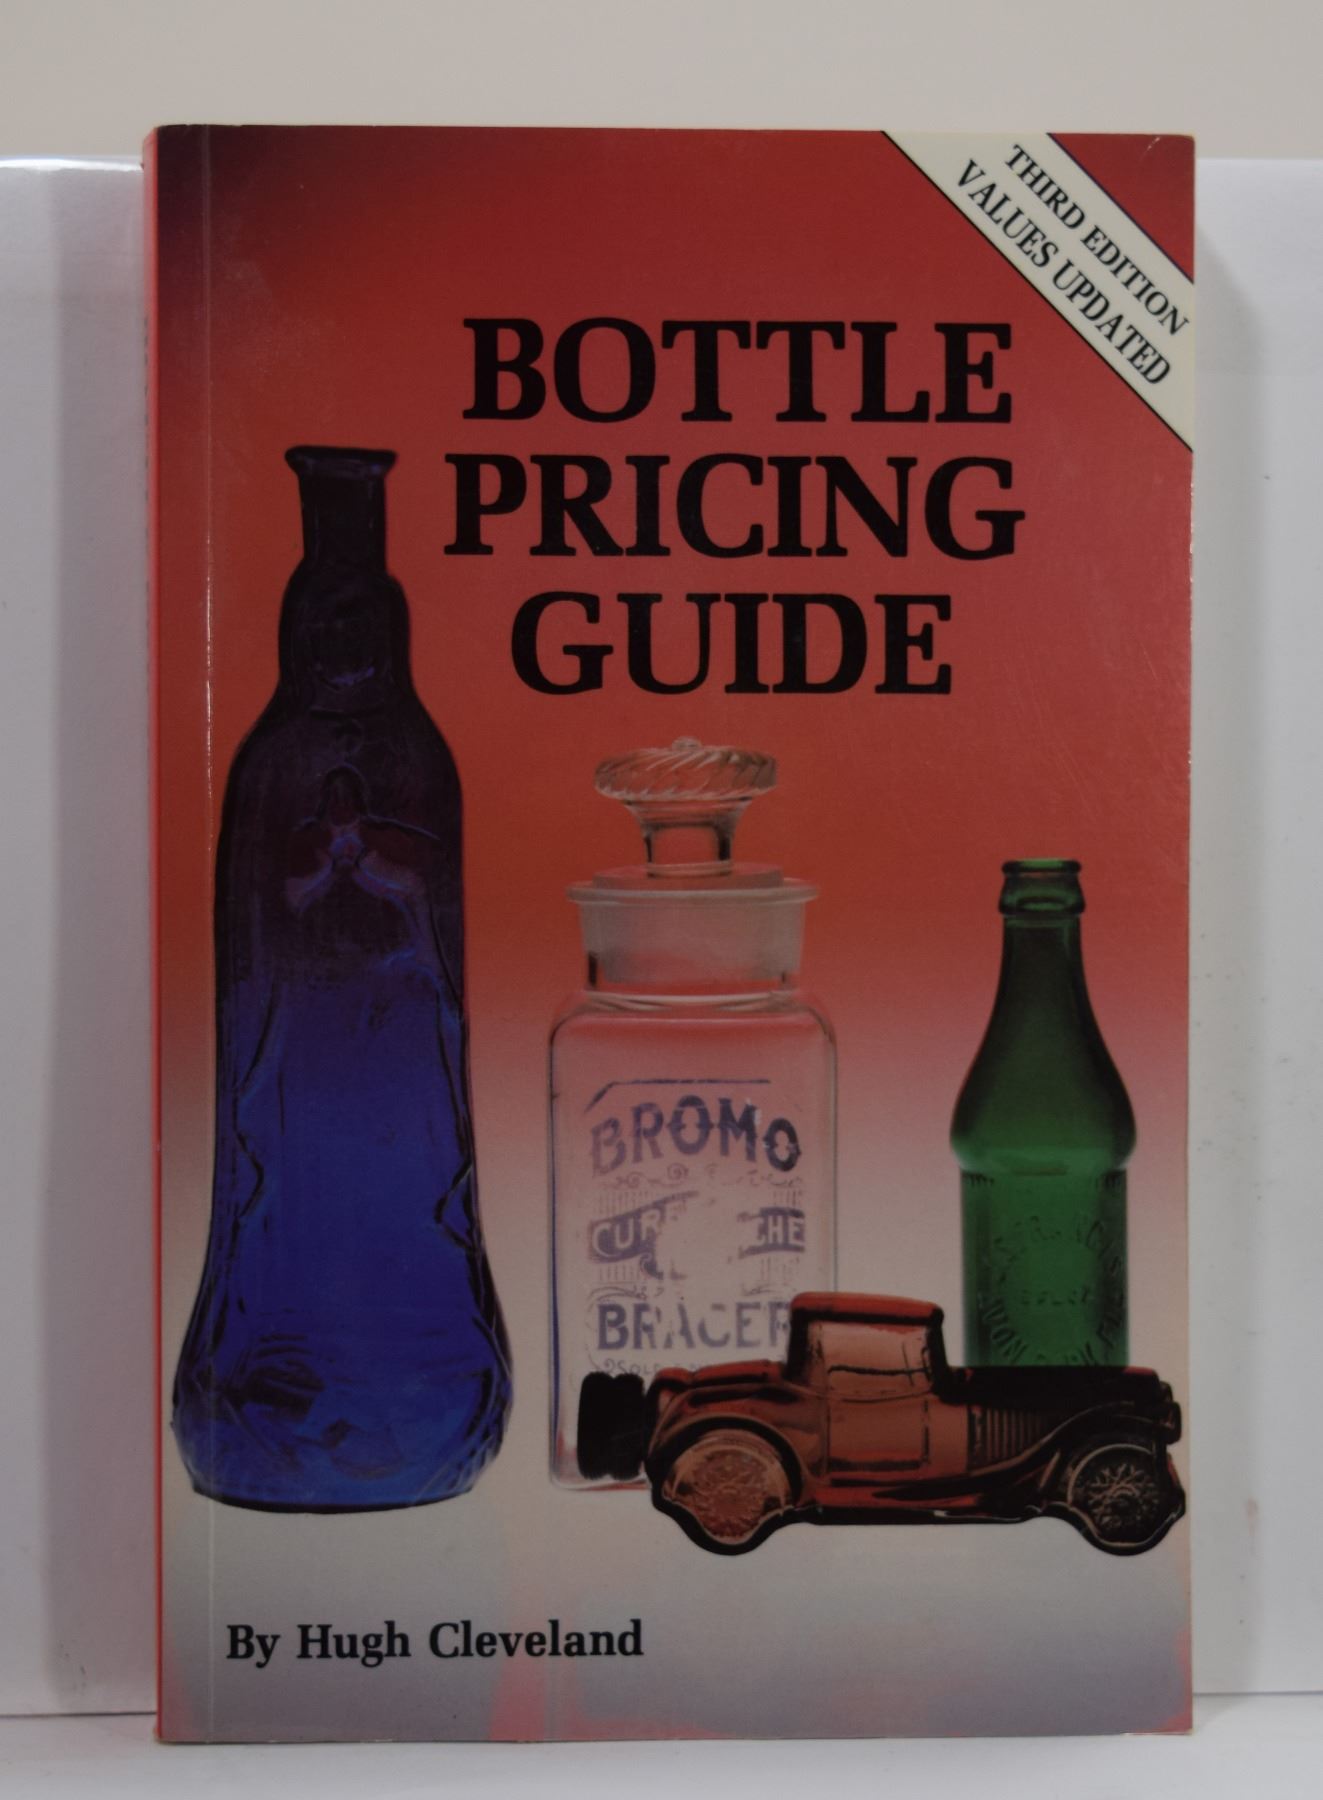 THIRD EDITION
VALUES UPDATED
BOTTLE
PRICING
GUIDE
BROMO
BRACER
By Hugh Cleveland